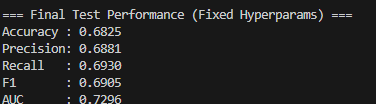 === Final Test Performance (Fixed Hyperparams) ===
Accuracy : 0.6825
Precision: 0.6881
Recall   : 0.6930
F1       : 0.6905
AUC      : 0.7296